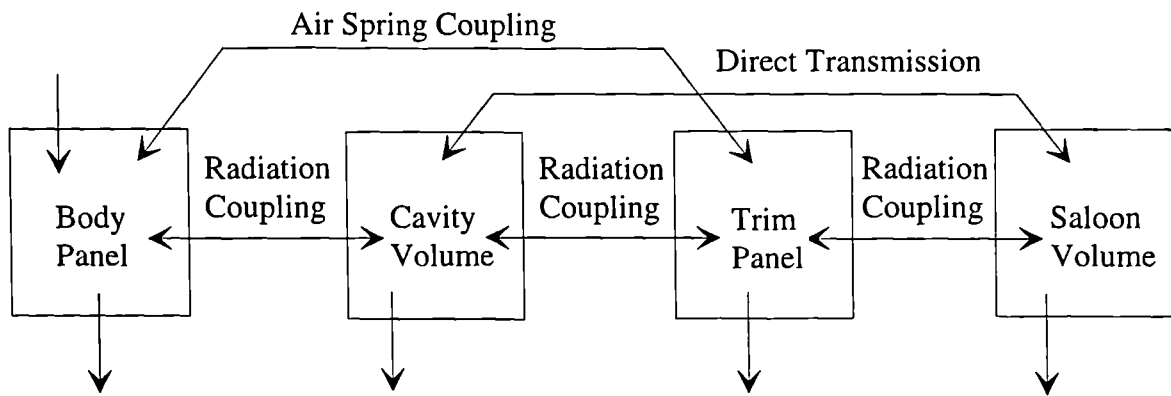 Air Spring Coupling
Direct Transmission
Radiation
Coupling
Radiation
Coupling
Radiation
Coupling
Body
Panel
Cavity
Volume
Trim
Panel
Saloon
Volume